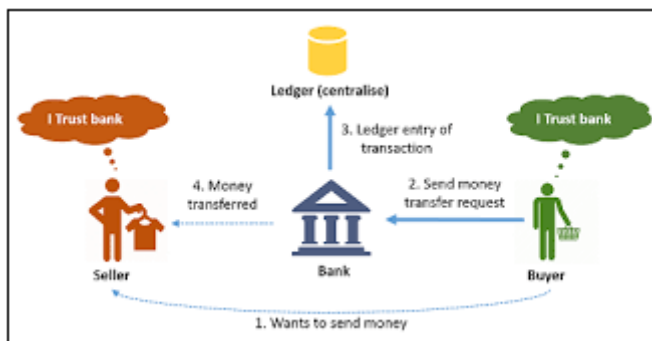 Ledger (centralise)
I Trust bank
I Trust bank
3. Ledger entry of
transaction
4. Money
transferred
2. Send money
transfer request
Seller
Bank
Buyer
1. Wants to send money